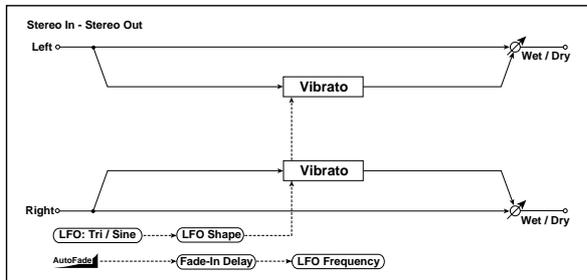 Stereo In - Stereo Out
Left
Wet / Dry
Vibrato
Vibrato
Right
Wet / Dry
LFO: Tri / Sine
LFO Shape
AutoFade
Fade-In Delay
LFO Frequency